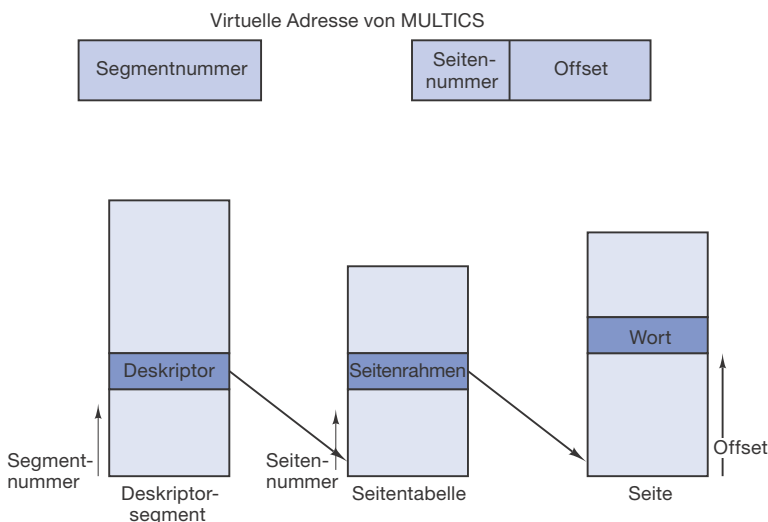 Virtuelle Adresse von MULTICS
Segmentnummer
Seiten-
nummer
Offset
Deskriptor
Seitenrahmen
Wort
Segment-
nummer
Seiten-
nummer
Offset
Deskriptor-
segment
Seitentabelle
Seite